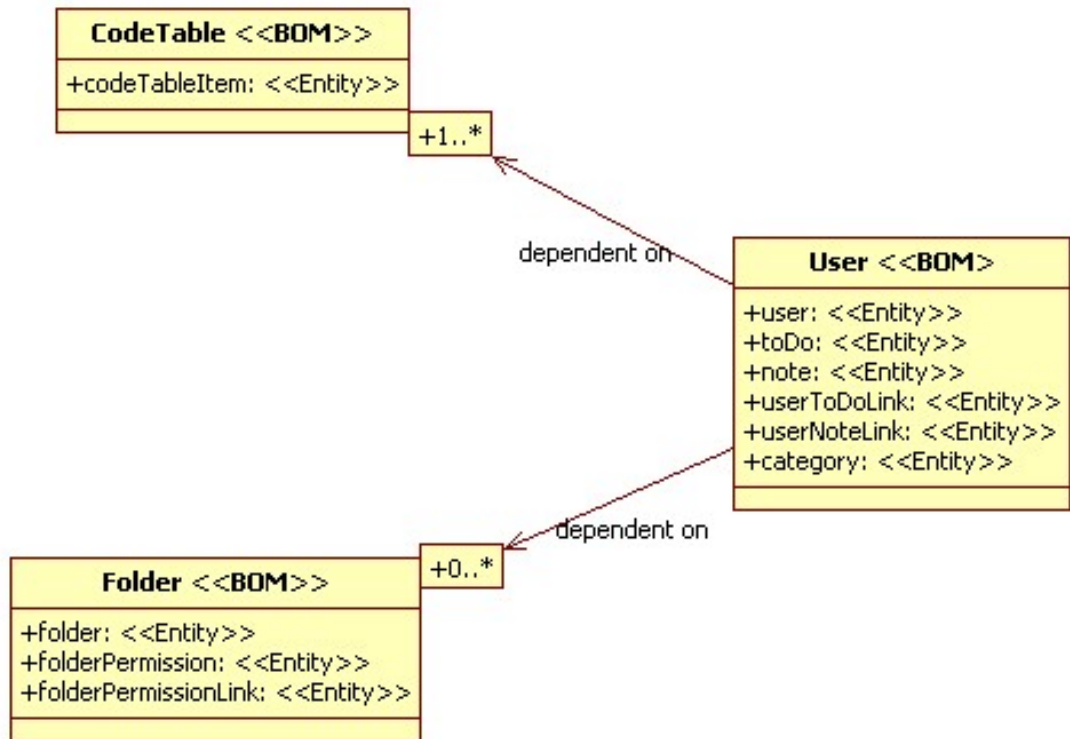 CodeTable <<BOM>>
+codeTableItem: <<Entity>>
+1..*
dependent on
User <<BOM>
+user: <<Entity>>
+toDo: <<Entity>>
+note: <<Entity>>
+userToDoLink: <<Entity>>
+userNoteLink: <<Entity>>
+category: <<Entity>>
dependent on
+0..*
Folder <<BOM>>
+folder: <<Entity>>
+folderPermission: <<Entity>>
+folderPermissionLink: <<Entity>>